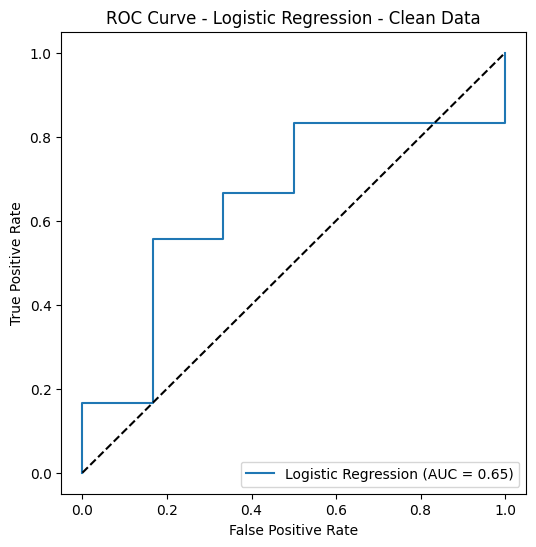 ROC Curve - Logistic Regression - Clean Data
True Positive Rate
1.0
0.8
0.6
0.4
0.2
0.0
Logistic Regression (AUC = 0.65)
0.0 0.2 0.4 0.6 0.8 1.0
False Positive Rate